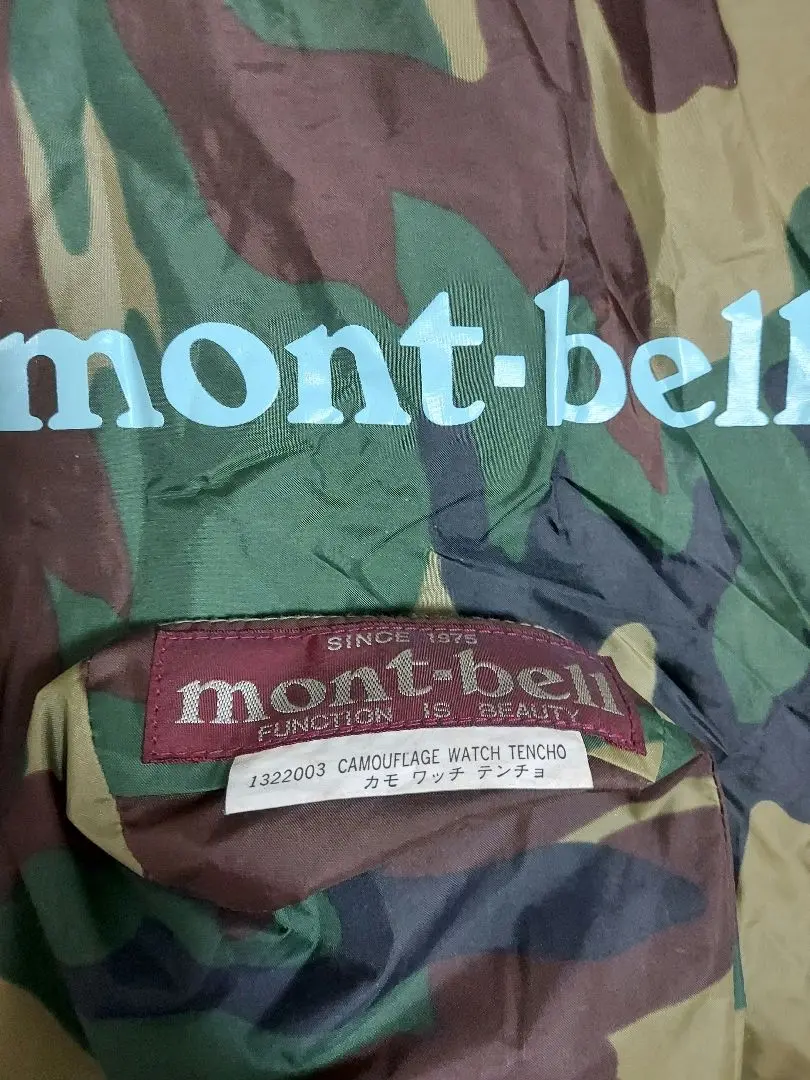 mont-bell
SINCE 1975
mont-bell
FUNCTION IS BEAUTY
1322003 CAMOUFLAGE WATCH TENCHO
カモ ワッチ テンチョ